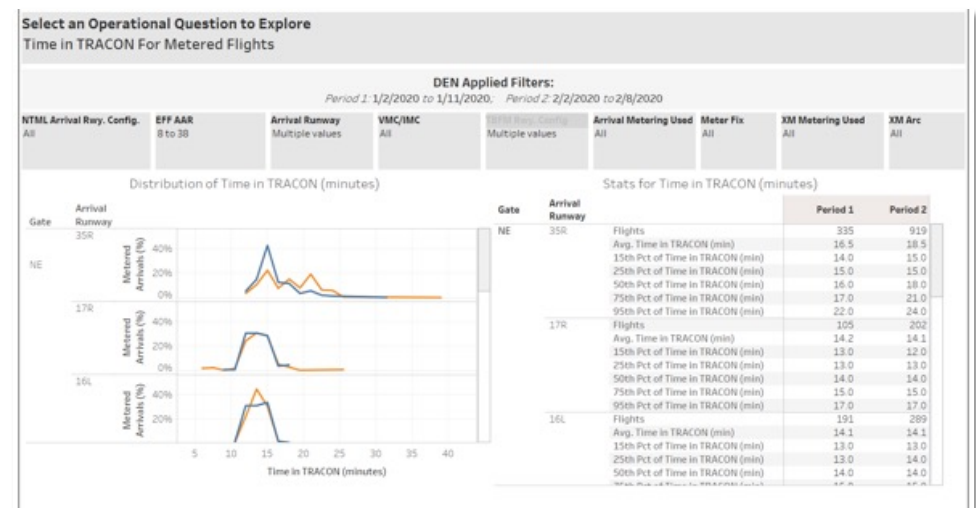 Select an Operational Question to Explore
Time in TRACON For Metered Flights
DEN Applied Filters:
Period 1: 1/2/2020 to 1/11/2020; Period 2: 2/2/2020 to 2/8/2020
NTML Arrival Rwy. Config. EFF AAR Arrival Runway VMC/IMC Rwy. Config Arrival Metering Used Meter Fix XM Metering Used XM Arc
All 8 to 38 Multiple values All Multiple values All All All All
Distribution of Time in TRACON (minutes)
Gate Arrival Runway
NE
35R
Metered Arrivals (%)
40%
20%
0%
17R
Metered Arrivals (%)
40%
20%
0%
16L
Metered Arrivals (%)
40%
20%
5 10 15 20 25 30 35 40
Time in TRACON (minutes)
Stats for Time in TRACON (minutes)
Gate Arrival Runway Period 1 Period 2
NE 35R Flights 335 919
Avg. Time in TRACON (min) 16.5 18.5
15th Pct of Time in TRACON (min) 14.0 15.0
25th Pct of Time in TRACON (min) 15.0 15.0
50th Pct of Time in TRACON (min) 16.0 18.0
75th Pct of Time in TRACON (min) 17.0 21.0
95th Pct of Time in TRACON (min) 22.0 24.0
17R Flights 105 202
Avg. Time in TRACON (min) 14.2 14.1
15th Pct of Time in TRACON (min) 13.0 12.0
25th Pct of Time in TRACON (min) 13.0 13.0
50th Pct of Time in TRACON (min) 14.0 14.0
75th Pct of Time in TRACON (min) 15.0 15.0
95th Pct of Time in TRACON (min) 17.0 17.0
16L Flights 191 289
Avg. Time in TRACON (min) 14.1 14.1
15th Pct of Time in TRACON (min) 13.0 13.0
25th Pct of Time in TRACON (min) 13.0 14.0
50th Pct of Time in TRACON (min) 14.0 14.0